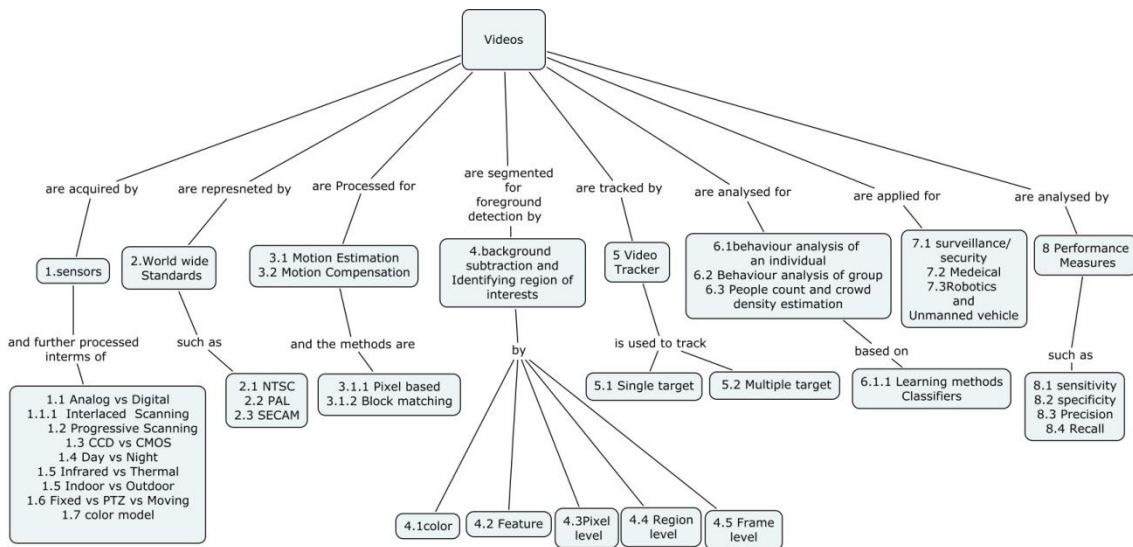 Videos
are acquired by
are represneted by
are Processed for
are segmented
for
foreground
detection by
are tracked by
are analysed for
are applied for
are analysed by
1.sensors
2.World wide
Standards
3.1 Motion Estimation
3.2 Motion Compensation
4.background
subtraction and
Identifying region of
interests
5 Video
Tracker
6.1behaviour analysis of
an individual
6.2 Behaviour analysis of group
6.3 People count and crowd
density estimation
7.1 surveillance/
security
7.2 Medeical
7.3Robotics
and
Unmanned vehicle
8 Performance
Measures
and further processed
interms of
such as
and the methods are
by
is used to track
based on
such as
1.1 Analog vs Digital
1.1.1 Interlaced Scanning
1.2 Progressive Scanning
1.3 CCD vs CMOS
1.4 Day vs Night
1.5 Infrared vs Thermal
1.5 Indoor vs Outdoor
1.6 Fixed vs PTZ vs Moving
1.7 color model
2.1 NTSC
2.2 PAL
2.3 SECAM
3.1.1 Pixel based
3.1.2 Block matching
5.1 Single target
5.2 Multiple target
6.1.1 Learning methods
Classifiers
8.1 sensitivity
8.2 specificity
8.3 Precision
8.4 Recall
4.1color
4.2 Feature
4.3Pixel
level
4.4 Region
level
4.5 Frame
level